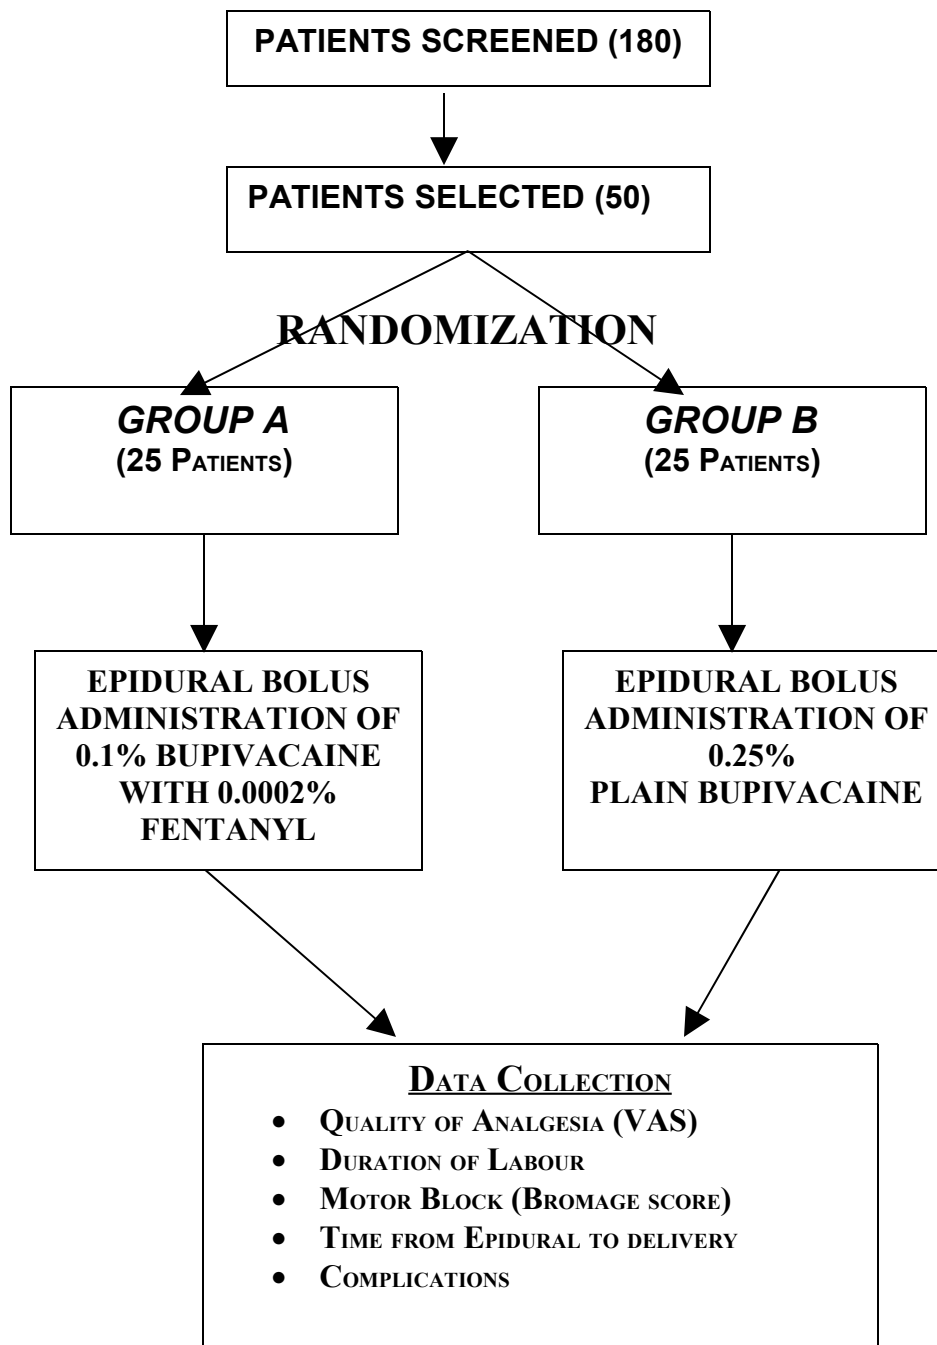 PATIENTS SCREENED (180)
PATIENTS SELECTED (50)
RANDOMIZATION
GROUP A
(25 PATIENTS)
GROUP B
(25 PATIENTS)
EPIDURAL BOLUS
ADMINISTRATION OF
0.1% BUPIVACAINE
WITH 0.0002%
FENTANYL
EPIDURAL BOLUS
ADMINISTRATION OF
0.25%
PLAIN BUPIVACAINE
DATA COLLECTION
• QUALITY OF ANALGESIA (VAS)
• DURATION OF LABOUR
• MOTOR BLOCK (BROMAGE SCORE)
• TIME FROM EPIDURAL TO DELIVERY
• COMPLICATIONS